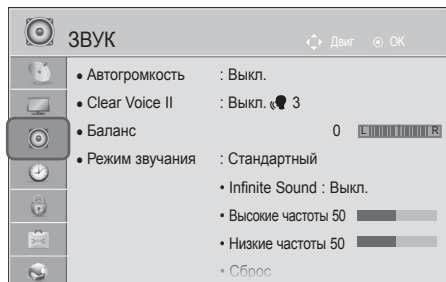 ЗВУК Двиг OK
• Автогромкость : Выкл.
• Clear Voice II : Выкл. 3
• Баланс 0 L R
• Режим звучания : Стандартный
• Infinite Sound : Выкл.
• Высокие частоты 50
• Низкие частоты 50
• Сброс